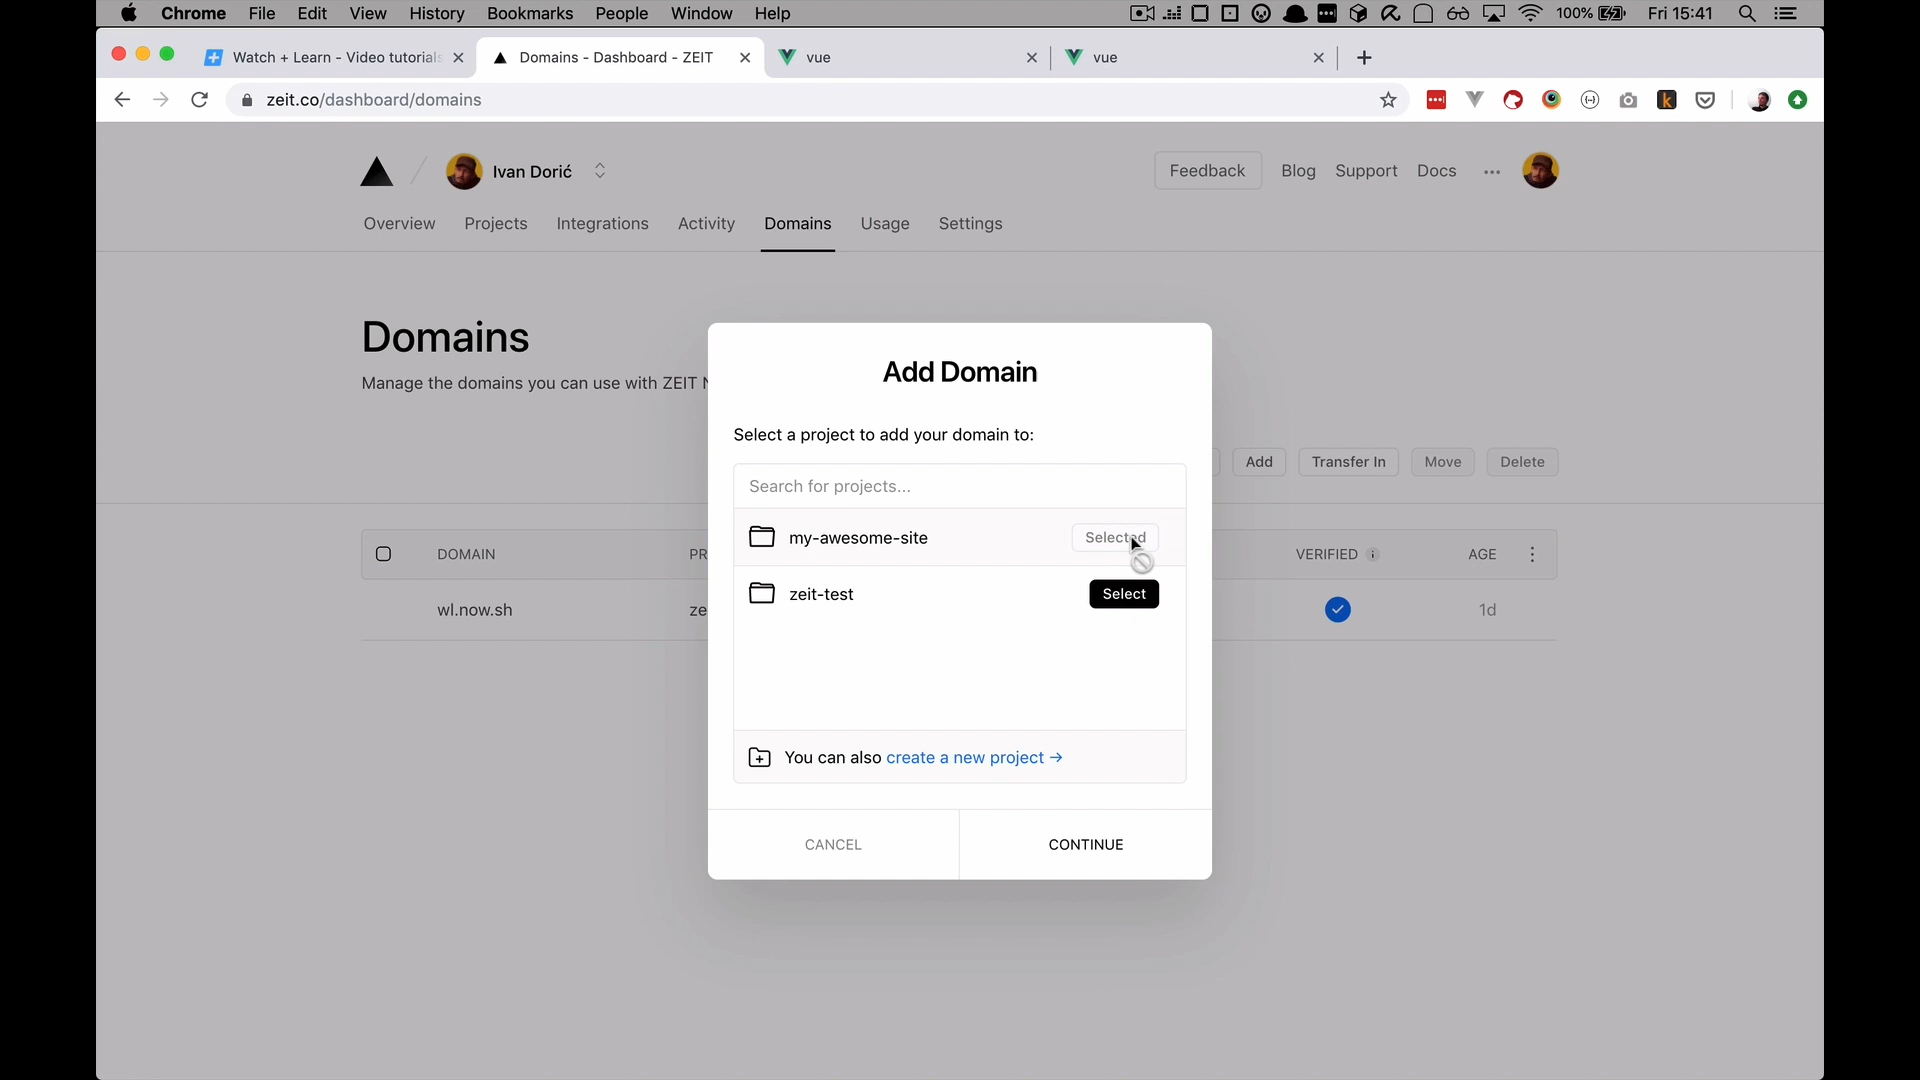 Chrome File Edit View History Bookmarks People Window Help 100% Fri 15:41
Watch + Learn - Video tutorials Domains - Dashboard - ZEIT vue vue
zeit.co/dashboard/domains
Ivan Dorić Feedback Blog Support Docs
Overview Projects Integrations Activity Domains Usage Settings
Domains
Manage the domains you can use with ZEIT
Add Transfer In Move Delete
DOMAIN VERIFIED AGE
wl.now.sh 1d
Add Domain
Select a project to add your domain to:
Search for projects...
my-awesome-site Selected
zeit-test Select
You can also create a new project →
CANCEL CONTINUE